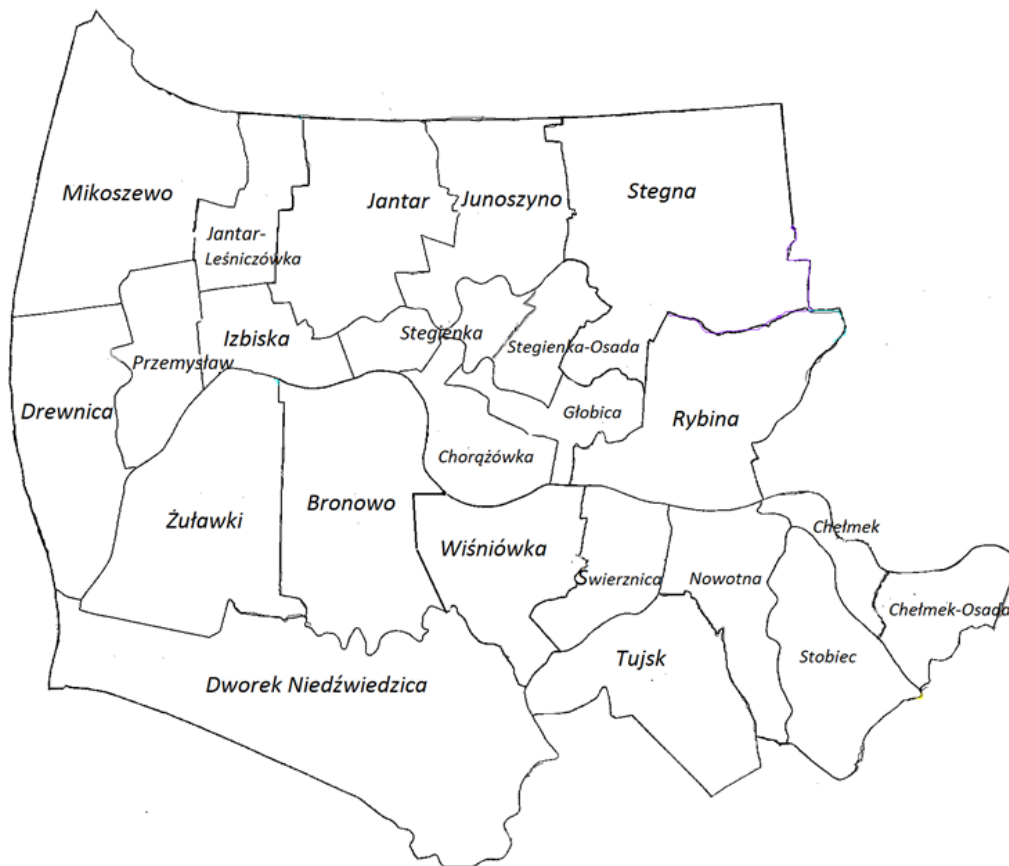 Mikoszewo
Jantar
Junoszyno
Stegna
Jantar-
Leśniczówka
Izbiska
Stegienka
Stegienka-Osada
Przemysław
Drewnica
Głobica
Rybina
Chorążówka
Bronowo
Żuławki
Wiśniówka
Chełmek
Świerznica
Nowotna
Chełmek-Osada
Tujsk
Stobiec
Dworek Niedźwiedzica